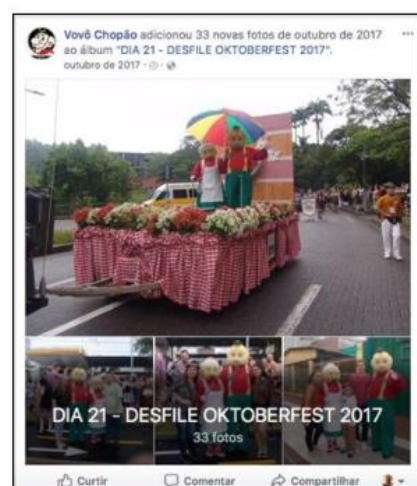 Vovô Chopão adicionou 33 novas fotos de outubro de 2017
ao álbum "DIA 21 - DESFILE OKTOBERFEST 2017".
outubro de 2017 ·
DIA 21 - DESFILE OKTOBERFEST 2017
33 fotos
Curtir
Comentar
Compartilhar